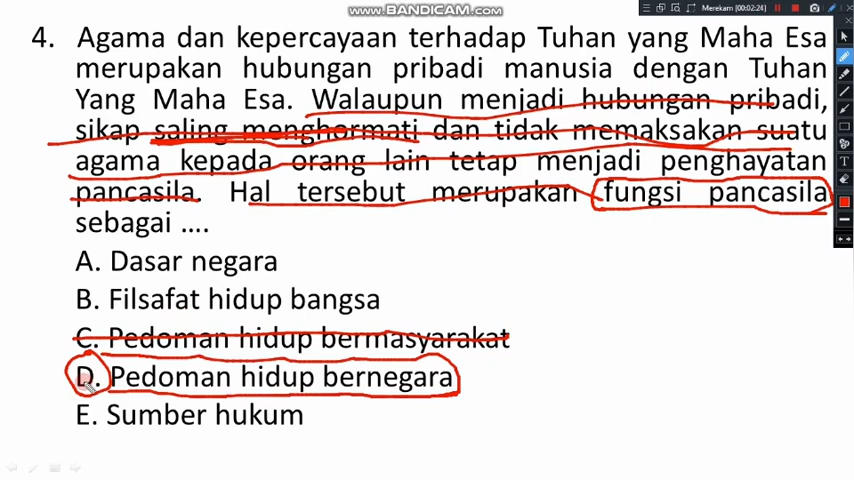 WWW.BANDICAM.COM
Merekam [00:02:24]
4. Agama dan kepercayaan terhadap Tuhan yang Maha Esa
merupakan hubungan pribadi manusia dengan Tuhan
Yang Maha Esa. Walaupun menjadi hubungan pribadi,
sikap saling menghormati dan tidak memaksakan suatu
agama kepada orang lain tetap menjadi penghayatan
pancasila. Hal tersebut merupakan fungsi pancasila
sebagai ....
A. Dasar negara
B. Filsafat hidup bangsa
C. Pedoman hidup bermasyarakat
D. Pedoman hidup bernegara
E. Sumber hukum